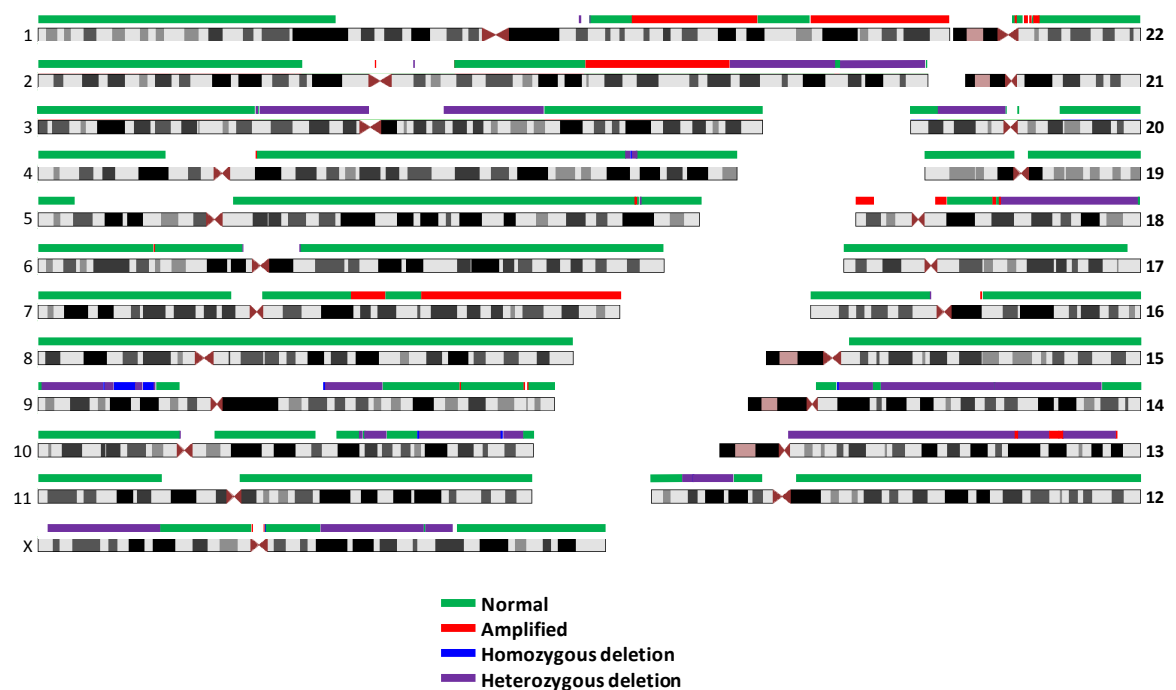 1 22
2 21
3 20
4 19
5 18
6 17
7 16
8 15
9 14
10 13
11 12
X
Normal
Amplified
Homozygous deletion
Heterozygous deletion